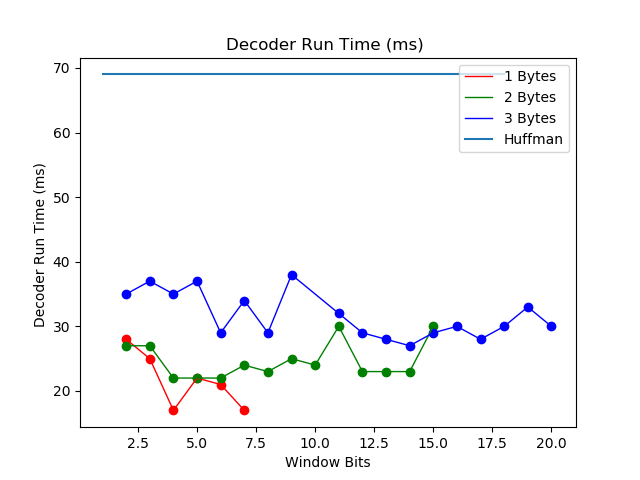 Decoder Run Time (ms)
70
60
50
40
30
20
Decoder Run Time (ms)
1 Bytes
2 Bytes
3 Bytes
Huffman
2.5 5.0 7.5 10.0 12.5 15.0 17.5 20.0
Window Bits